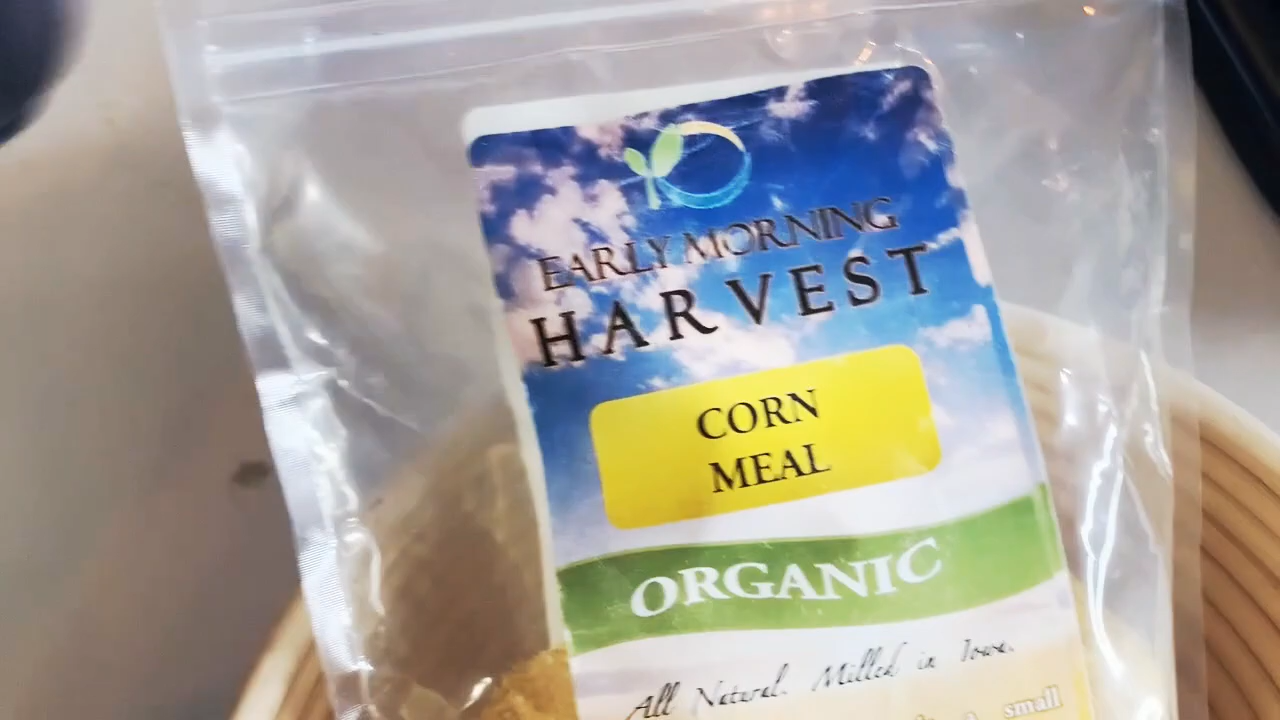 EARLY MORNING
HARVEST
CORN
MEAL
ORGANIC
All Natural. Milled in Iowa.
small